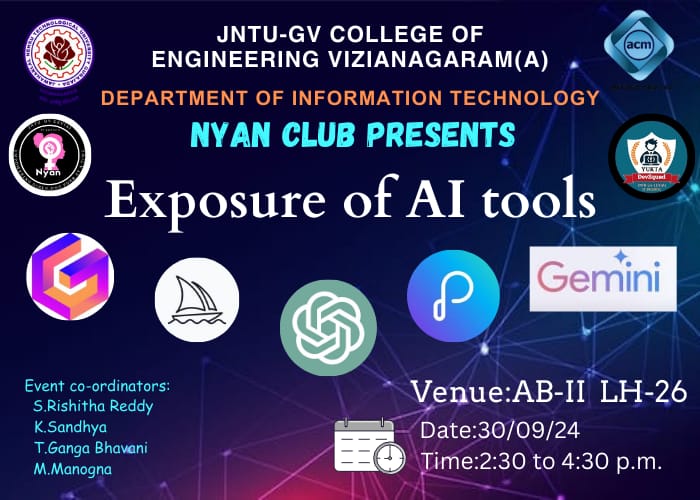 JNTU-GV COLLEGE OF
ENGINEERING VIZIANAGARAM(A)
acm
DEPARTMENT OF INFORMATION TECHNOLOGY
NYAN CLUB PRESENTS
Nyan
YUKTA
DevSquad
Exposure of AI tools
Gemini
Event co-ordinators:
S.Rishitha Reddy
K.Sandhya
T.Ganga Bhavani
M.Manogna
Venue:AB-II LH-26
Date:30/09/24
Time:2:30 to 4:30 p.m.